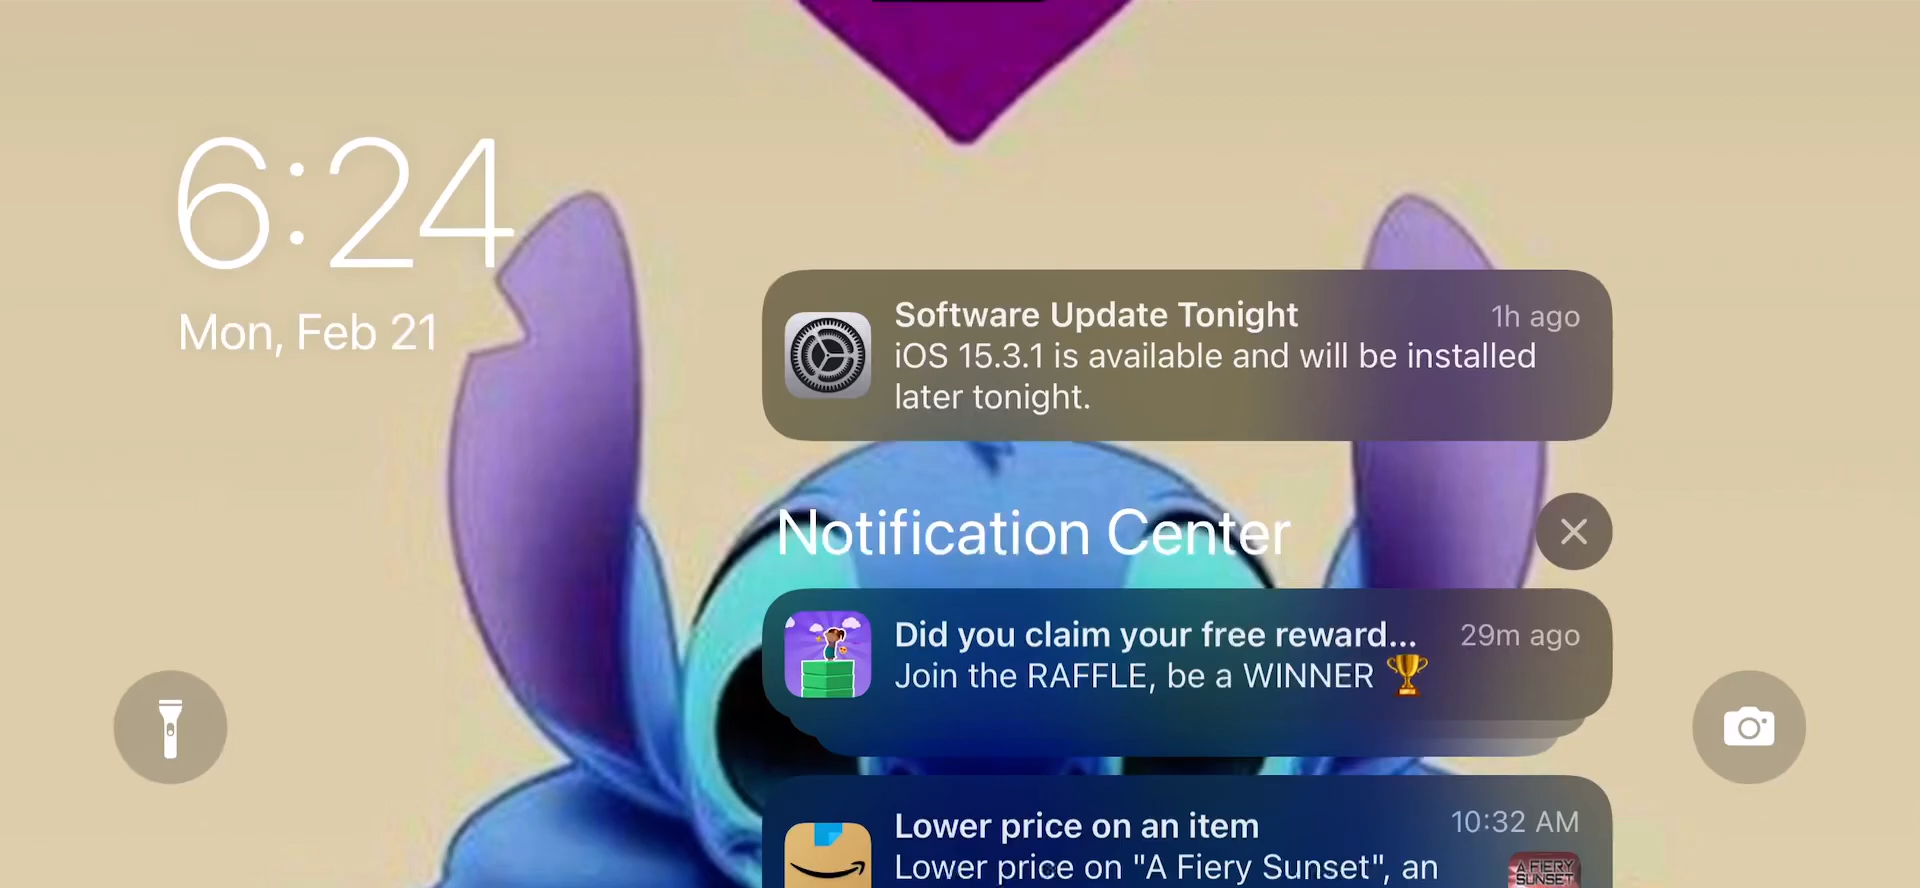 6:24
Mon, Feb 21
Software Update Tonight
1h ago
iOS 15.3.1 is available and will be installed
later tonight.
Notification Center
Did you claim your free reward...
29m ago
Join the RAFFLE, be a WINNER 🏆
Lower price on an item
10:32 AM
Lower price on "A Fiery Sunset", an
A FIERY
SUNSET